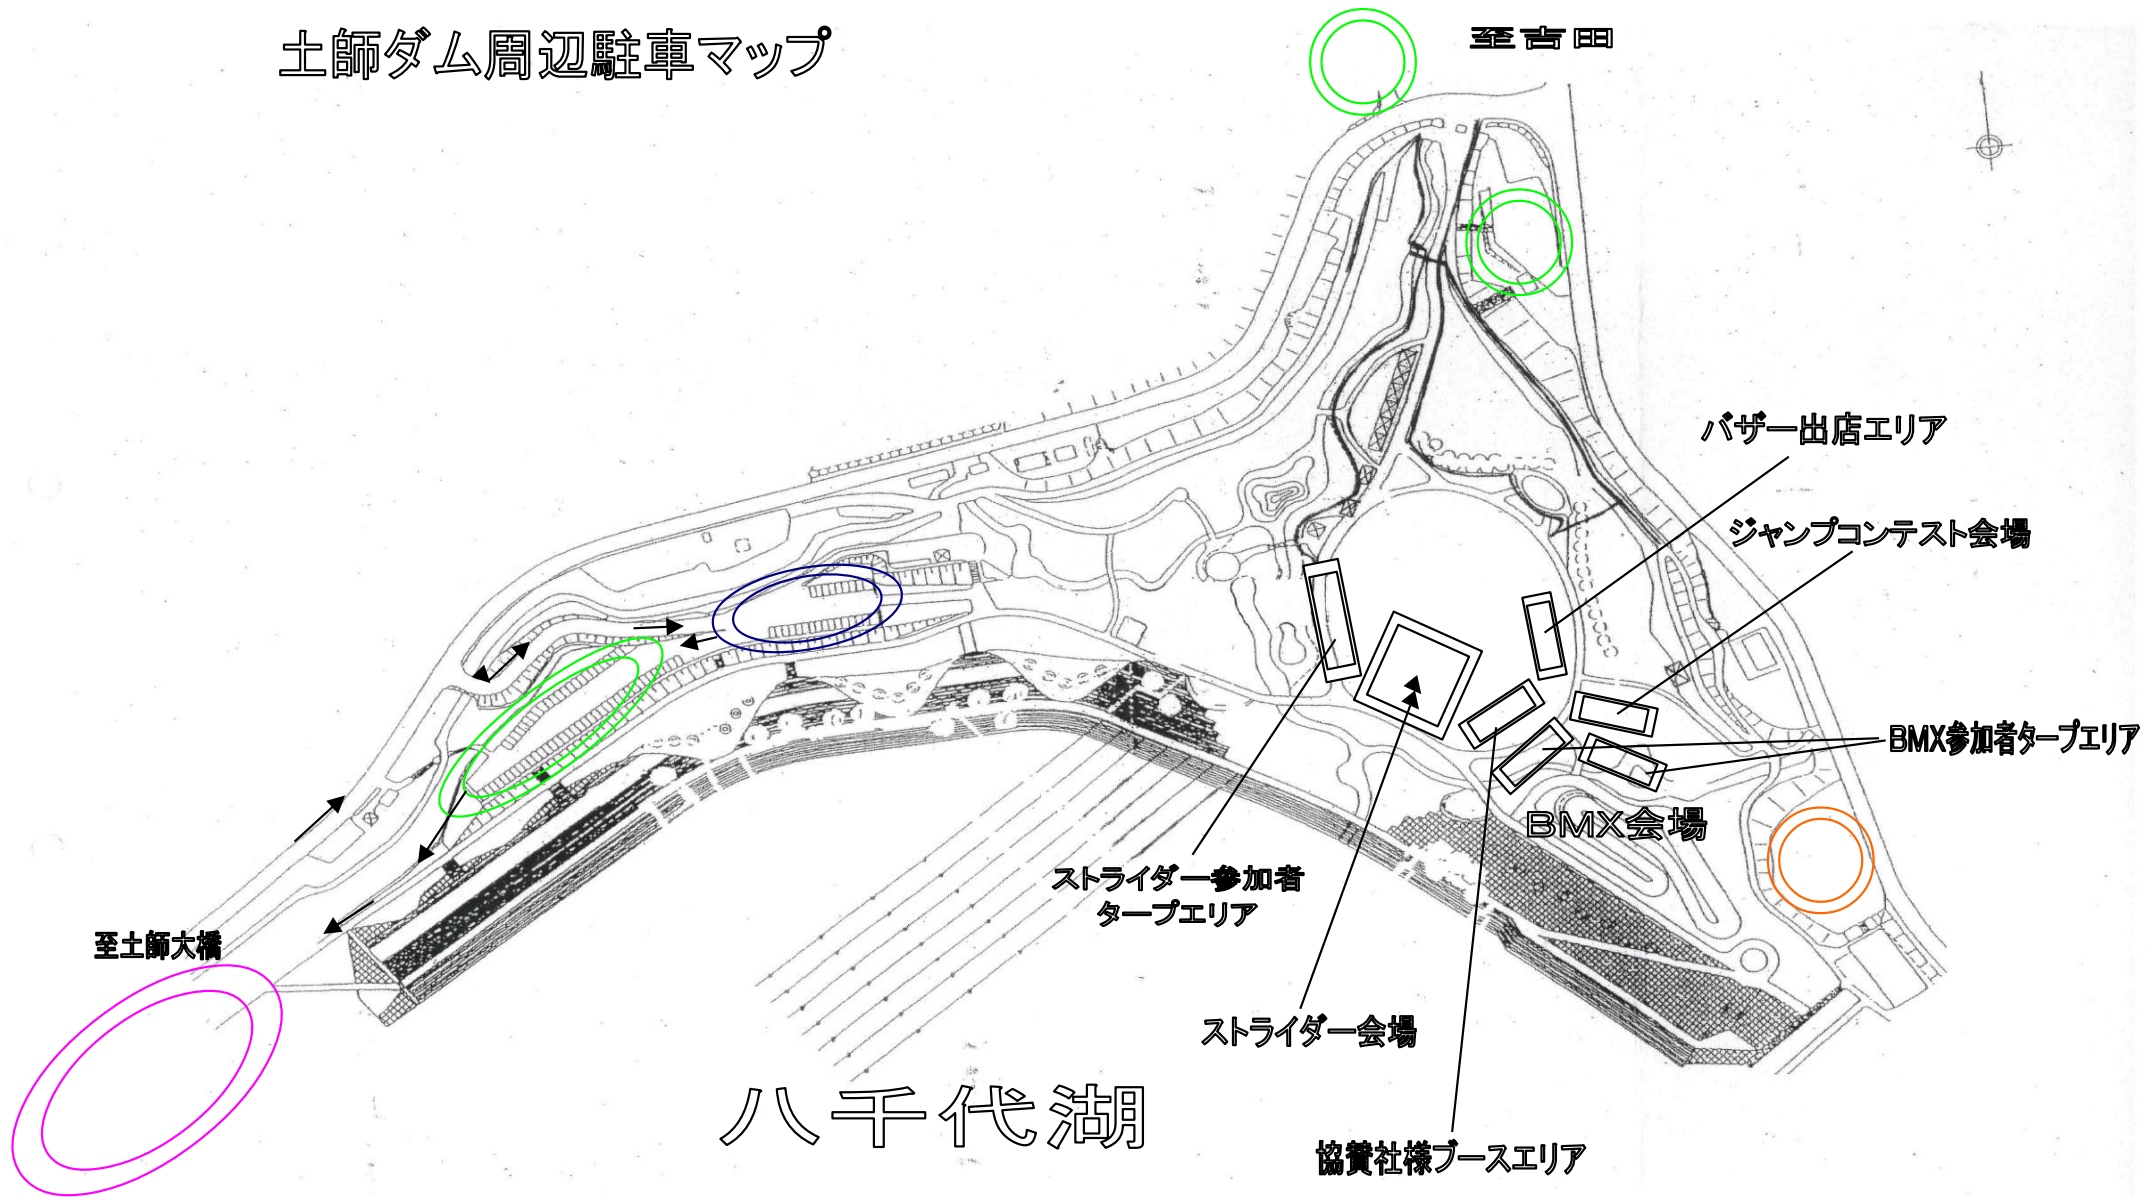 土師ダム周辺駐車マップ
至吉田
バザー出店エリア
ジャンプコンテスト会場
BMX参加者タープエリア
BMX会場
ストライダー参加者
タープエリア
至土師大橋
ストライダー会場
八千代湖
協賛社様ブースエリア